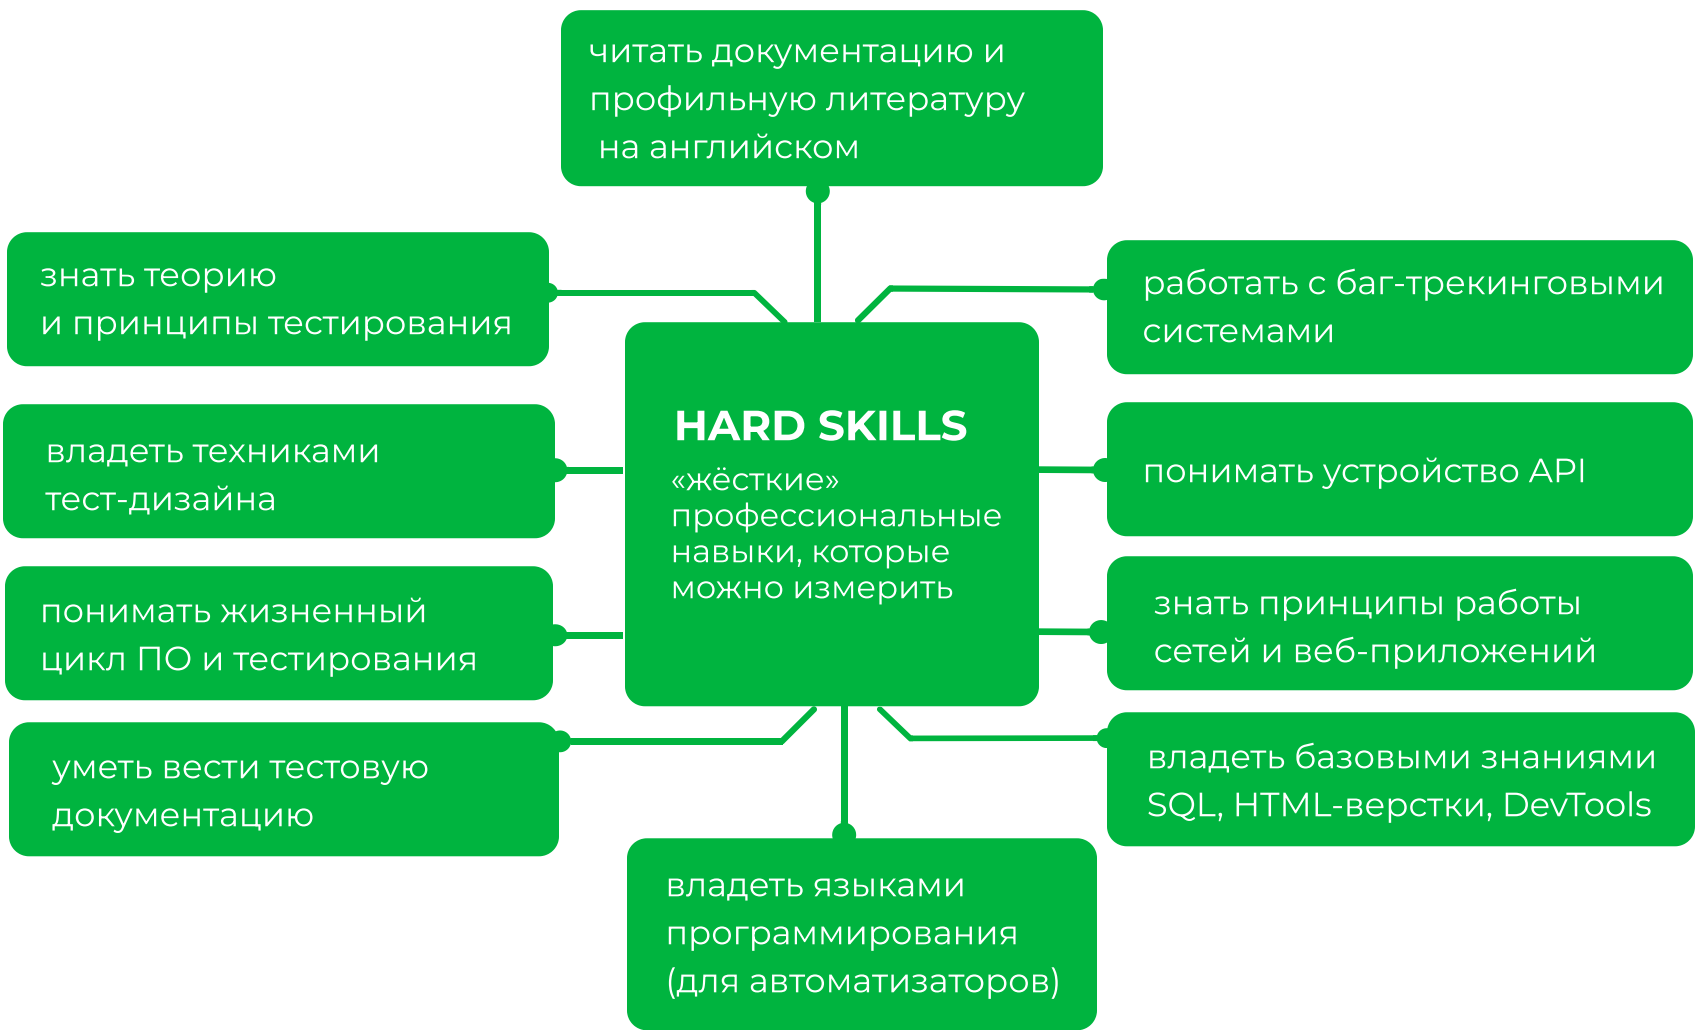 читать документацию и
профильную литературу
на английском
знать теорию
и принципы тестирования
работать с баг-трекинговыми
системами
HARD SKILLS
«жёсткие»
профессиональные
навыки, которые
можно измерить
владеть техниками
тест-дизайна
понимать устройство API
понимать жизненный
цикл ПО и тестирования
знать принципы работы
сетей и веб-приложений
уметь вести тестовую
документацию
владеть базовыми знаниями
SQL, HTML-верстки, DevTools
владеть языками
программирования
(для автоматизаторов)